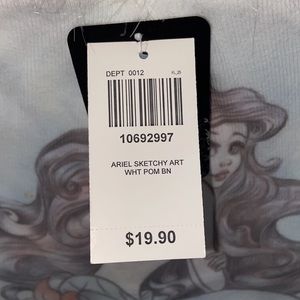 DEPT 0012
10692997
ARIEL SKETCHY ART
WHT POM BN
$19.90